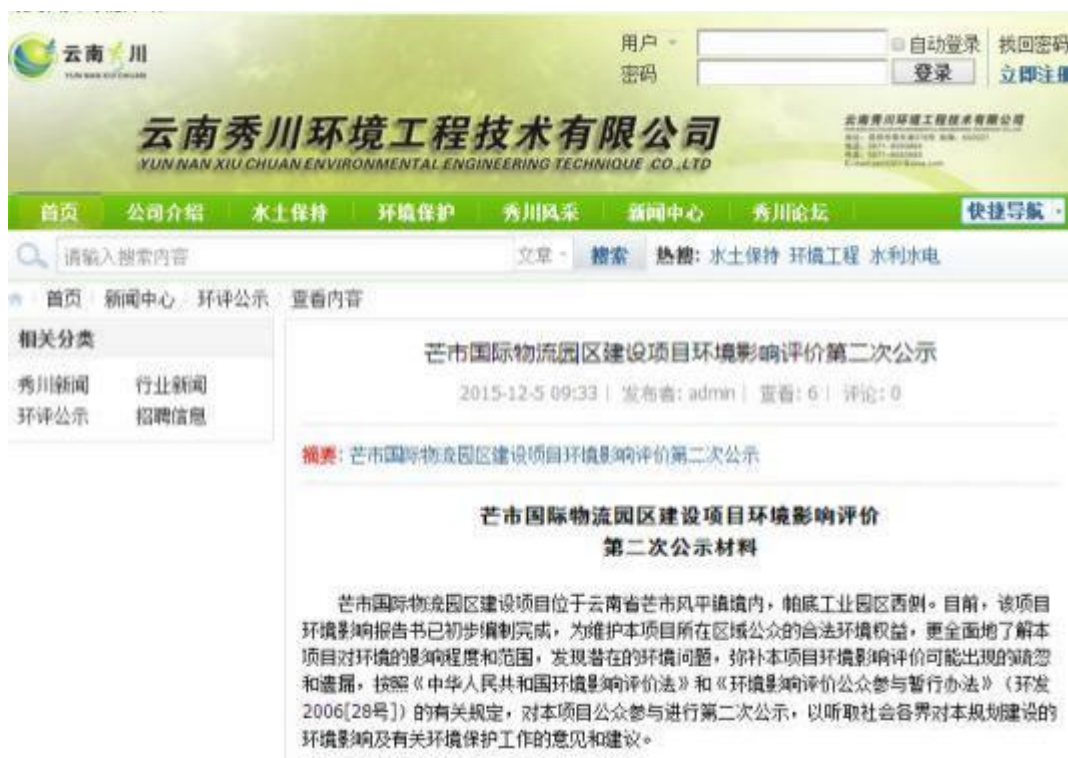 云南秀川
YUN NAN XIU CHUAN
用户
自动登录 找回密码
密码
登录 立即注册
云南秀川环境工程技术有限公司
YUN NAN XIU CHUAN ENVIRONMENTAL ENGINEERING TECHNIQUE CO.,LTD
云南秀川环境工程技术有限公司
首页 公司介绍 水土保持 环境保护 秀川风采 新闻中心 秀川论坛 快捷导航
请输入搜索内容 文章 搜索 热搜: 水土保持 环境工程 水利水电
首页 新闻中心 环评公示 查看内容
相关分类
秀川新闻 行业新闻
环评公示 招聘信息
芒市国际物流园区建设项目环境影响评价第二次公示
2015-12-5 09:33 | 发布者: admin | 查看: 6 | 评论: 0
摘要: 芒市国际物流园区建设项目环境影响评价第二次公示
芒市国际物流园区建设项目环境影响评价
第二次公示材料
芒市国际物流园区建设项目位于云南省芒市风平镇境内，帕底工业园区西侧。目前，该项目
环境影响报告书已初步编制完成，为维护本项目所在区域公众的合法环境权益，更全面地了解本
项目对环境的影响程度和范围，发现潜在的环境问题，弥补本项目环境影响评价可能出现的疏忽
和遗漏，按照《中华人民共和国环境影响评价法》和《环境影响评价公众参与暂行办法》（环发
2006[28号]）的有关规定，对本项目公众参与进行第二次公示，以听取社会各界对本规划建设的
环境影响及有关环境保护工作的意见和建议。